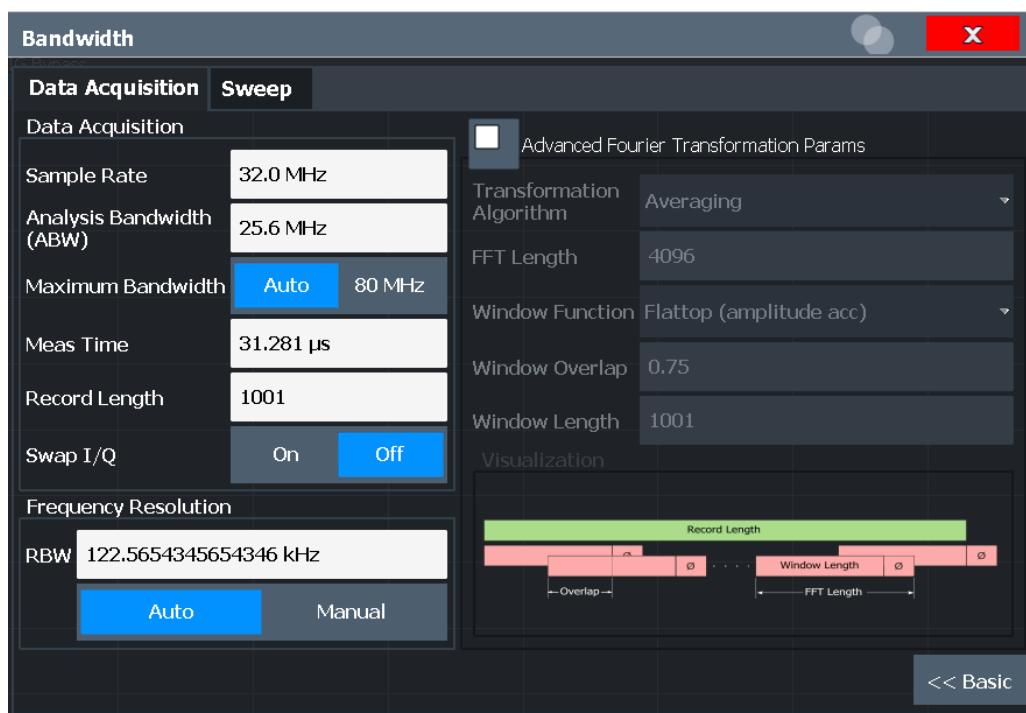 Bandwidth
X
Data Acquisition
Sweep
Data Acquisition
Sample Rate
32.0 MHz
Analysis Bandwidth
(ABW)
25.6 MHz
Maximum Bandwidth
Auto
80 MHz
Meas Time
31.281 µs
Record Length
1001
Swap I/Q
On
Off
Frequency Resolution
RBW
122.5654345654346 kHz
Auto
Manual
Advanced Fourier Transformation Params
Transformation
Algorithm
Averaging
FFT Length
4096
Window Function
Flattop (amplitude acc)
Window Overlap
0.75
Window Length
1001
Visualization
Record Length
Ø
Ø
Ø
Window Length
Ø
Overlap
FFT Length
<< Basic